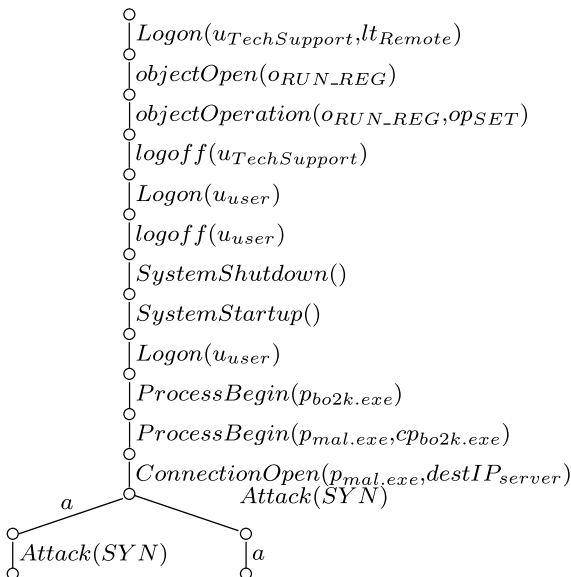 Logon(u_TechSupport,lt_Remote)
objectOpen(o_RUN_REG)
objectOperation(o_RUN_REG,op_SET)
logoff(u_TechSupport)
Logon(u_user)
logoff(u_user)
SystemShutdown()
SystemStartup()
Logon(u_user)
ProcessBegin(p_bo2k.exe)
ProcessBegin(p_mal.exe,cp_bo2k.exe)
ConnectionOpen(p_mal.exe,destIP_server)
a
Attack(SYN)
Attack(SYN)
a